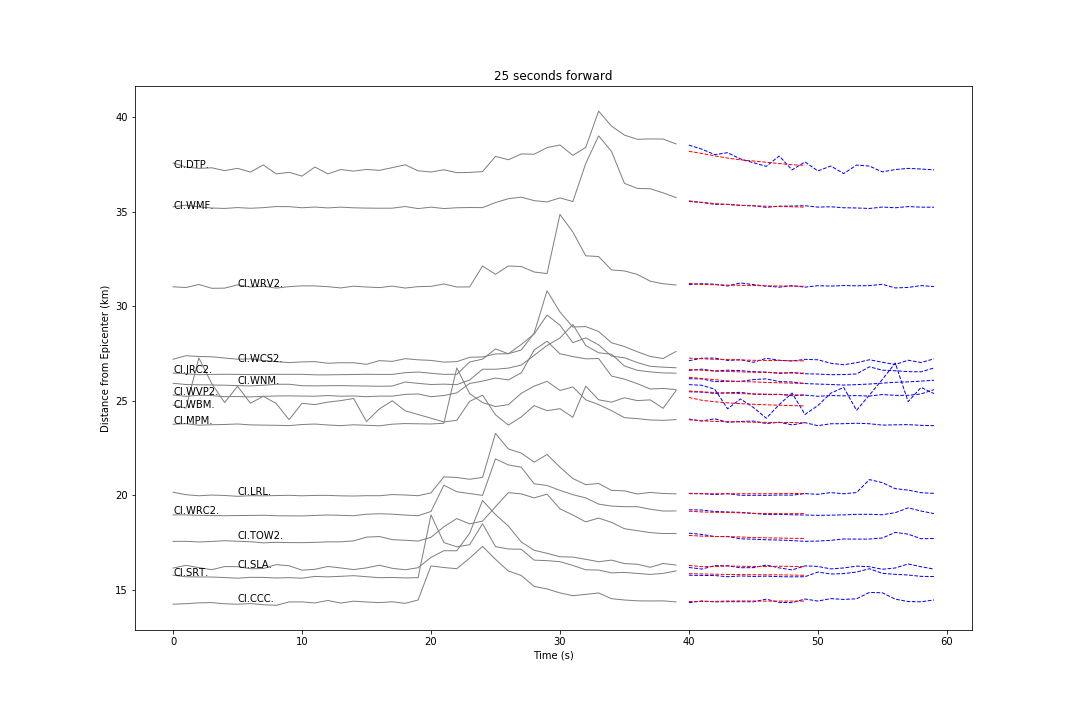 25 seconds forward
40
CI.DTP.
35
CI.WMF.
CI.WRV2.
30
CI.WCS2.
CI.JRC2.
CI.WNM.
CI.WVP2.
25
CI.WBM.
CI.MPM.
Distance from Epicenter (km)
20
CI.LRL.
CI.WRC2.
CI.TOW2.
CI.SLA.
CI.SRT.
15
CI.CCC.
0 10 20 30 40 50 60
Time (s)